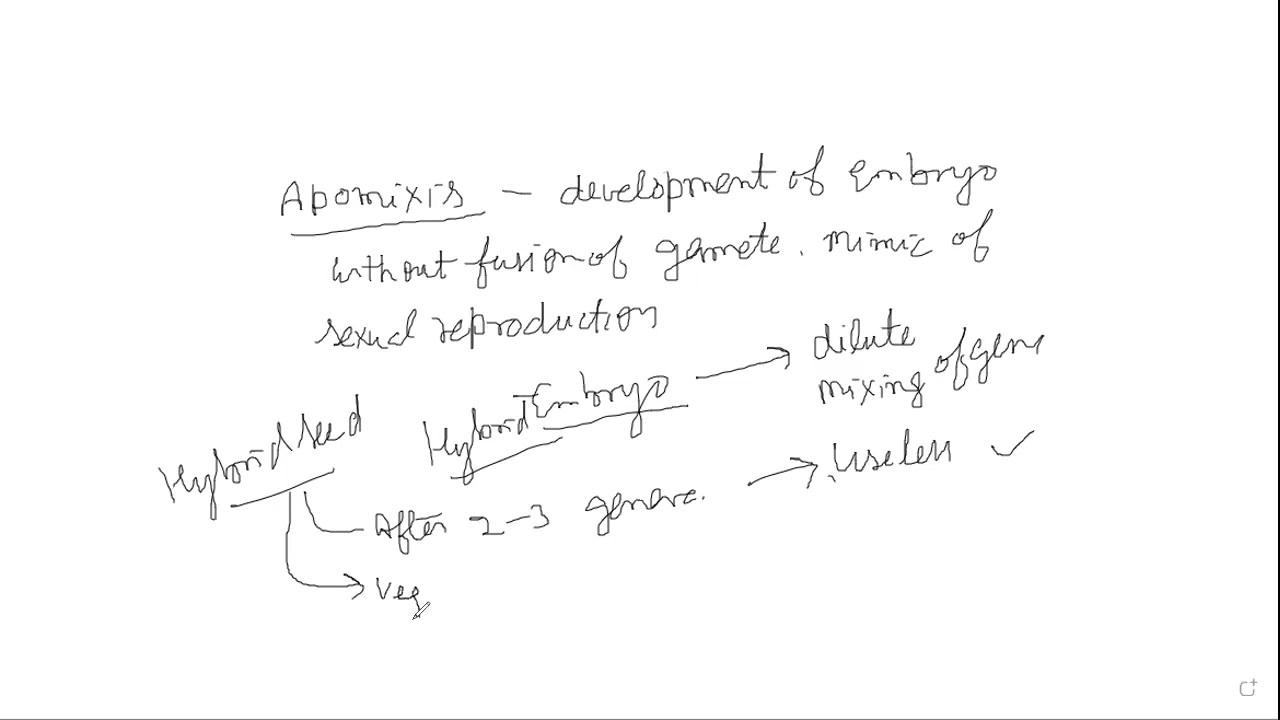 Apomixis - development of Embryo
without fusion of gamete. mimic of
sexual reproduction
Hybrid Seed
Hybrid Embryo → dilute
mixing of gene
After 2-3 generc. → useless ✓
→ veg